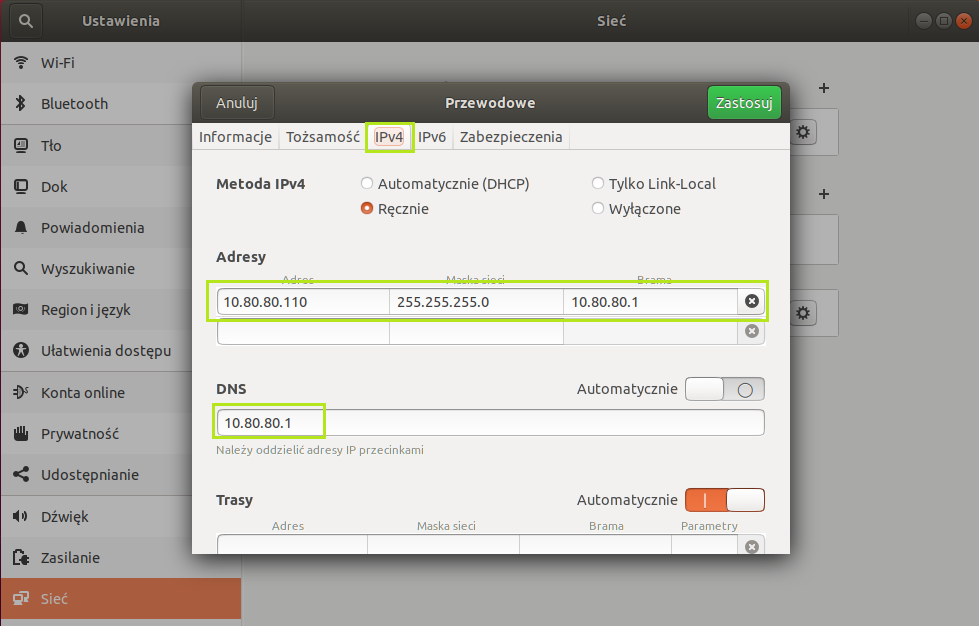 Ustawienia
Sieć
Wi-Fi
Bluetooth
Tło
Dok
Powiadomienia
Wyszukiwanie
Region i język
Ułatwienia dostępu
Konta online
Prywatność
Udostępnianie
Dźwięk
Zasilanie
Sieć
Anuluj
Przewodowe
Zastosuj
Informacje Tożsamość IPv4 IPv6 Zabezpieczenia
Metoda IPv4
Automatycznie (DHCP) Tylko Link-Local
Ręcznie Wyłączone
Adresy
Adres Maska sieci Brama
10.80.80.110 255.255.255.0 10.80.80.1
DNS Automatycznie
10.80.80.1
Należy oddzielić adresy IP przecinkami
Trasy Automatycznie
Adres Maska sieci Brama Parametry